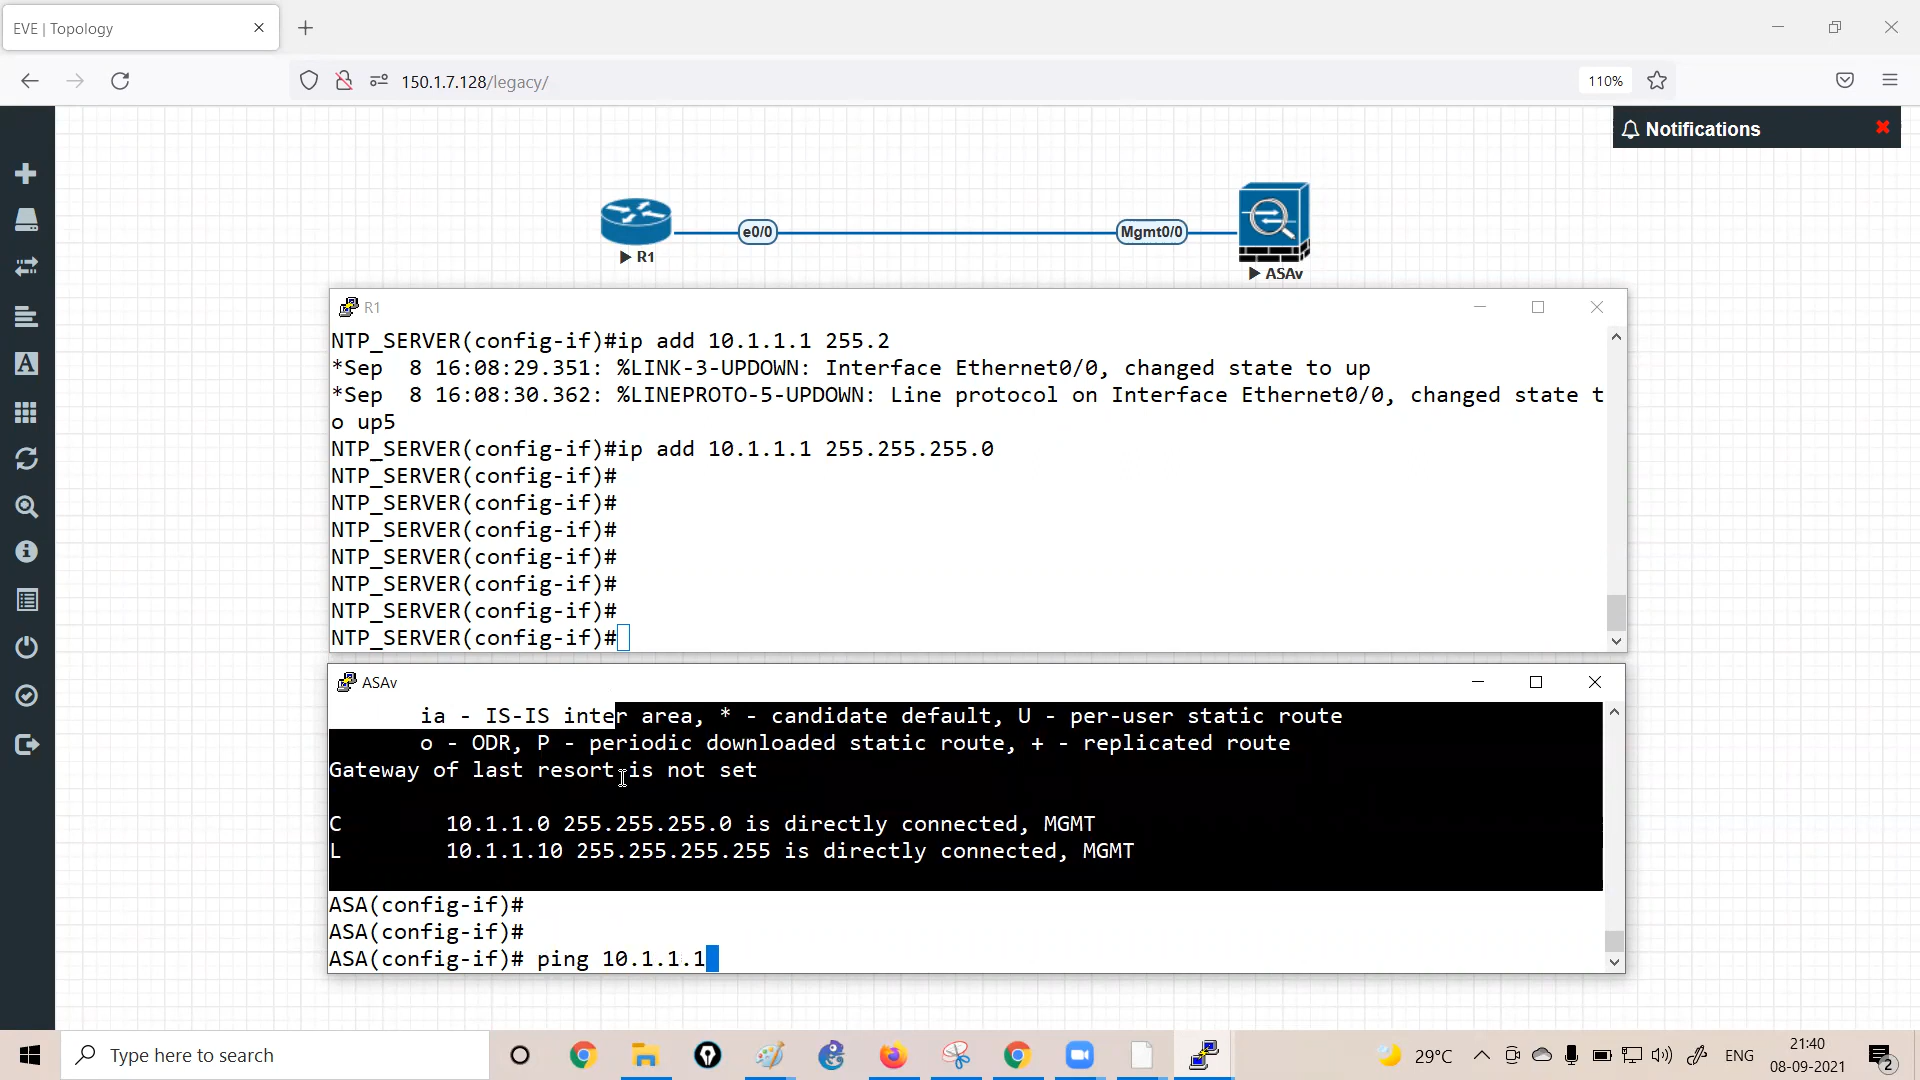 EVE | Topology
150.1.7.128/legacy/
110%
Notifications
e0/0
Mgmt0/0
R1
ASAv
R1
NTP_SERVER(config-if)#ip add 10.1.1.1 255.2
*Sep  8 16:08:29.351: %LINK-3-UPDOWN: Interface Ethernet0/0, changed state to up
*Sep  8 16:08:30.362: %LINEPROTO-5-UPDOWN: Line protocol on Interface Ethernet0/0, changed state t
o up5
NTP_SERVER(config-if)#ip add 10.1.1.1 255.255.255.0
NTP_SERVER(config-if)#
NTP_SERVER(config-if)#
NTP_SERVER(config-if)#
NTP_SERVER(config-if)#
NTP_SERVER(config-if)#
NTP_SERVER(config-if)#
NTP_SERVER(config-if)#
ASAv
ia - IS-IS inter area, * - candidate default, U - per-user static route
o - ODR, P - periodic downloaded static route, + - replicated route
Gateway of last resort is not set
C        10.1.1.0 255.255.255.0 is directly connected, MGMT
L        10.1.1.10 255.255.255.255 is directly connected, MGMT
ASA(config-if)#
ASA(config-if)#
ASA(config-if)# ping 10.1.1.1
Type here to search
29°C
ENG
21:40
08-09-2021
2